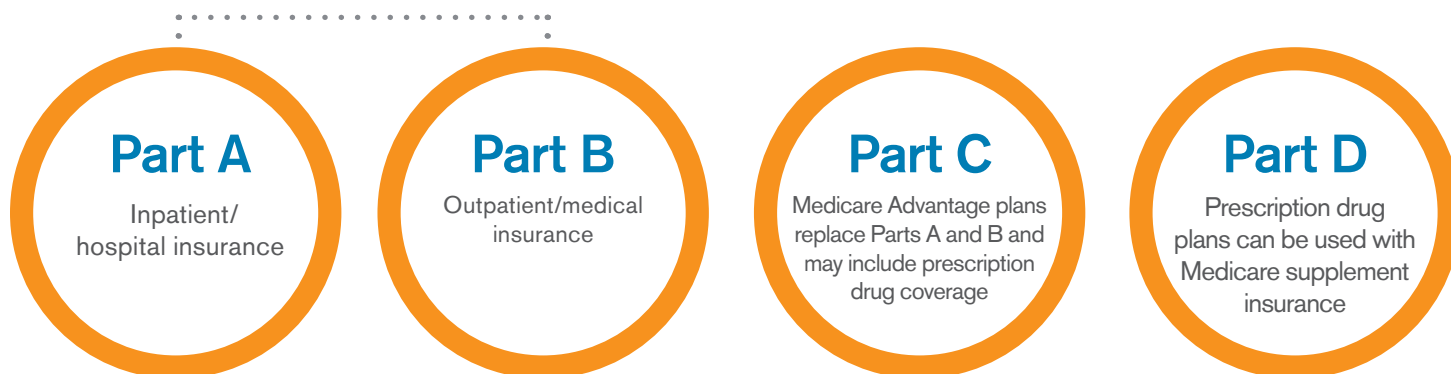 Part A
Inpatient/
hospital insurance
Part B
Outpatient/medical
insurance
Part C
Medicare Advantage plans
replace Parts A and B and
may include prescription
drug coverage
Part D
Prescription drug
plans can be used with
Medicare supplement
insurance